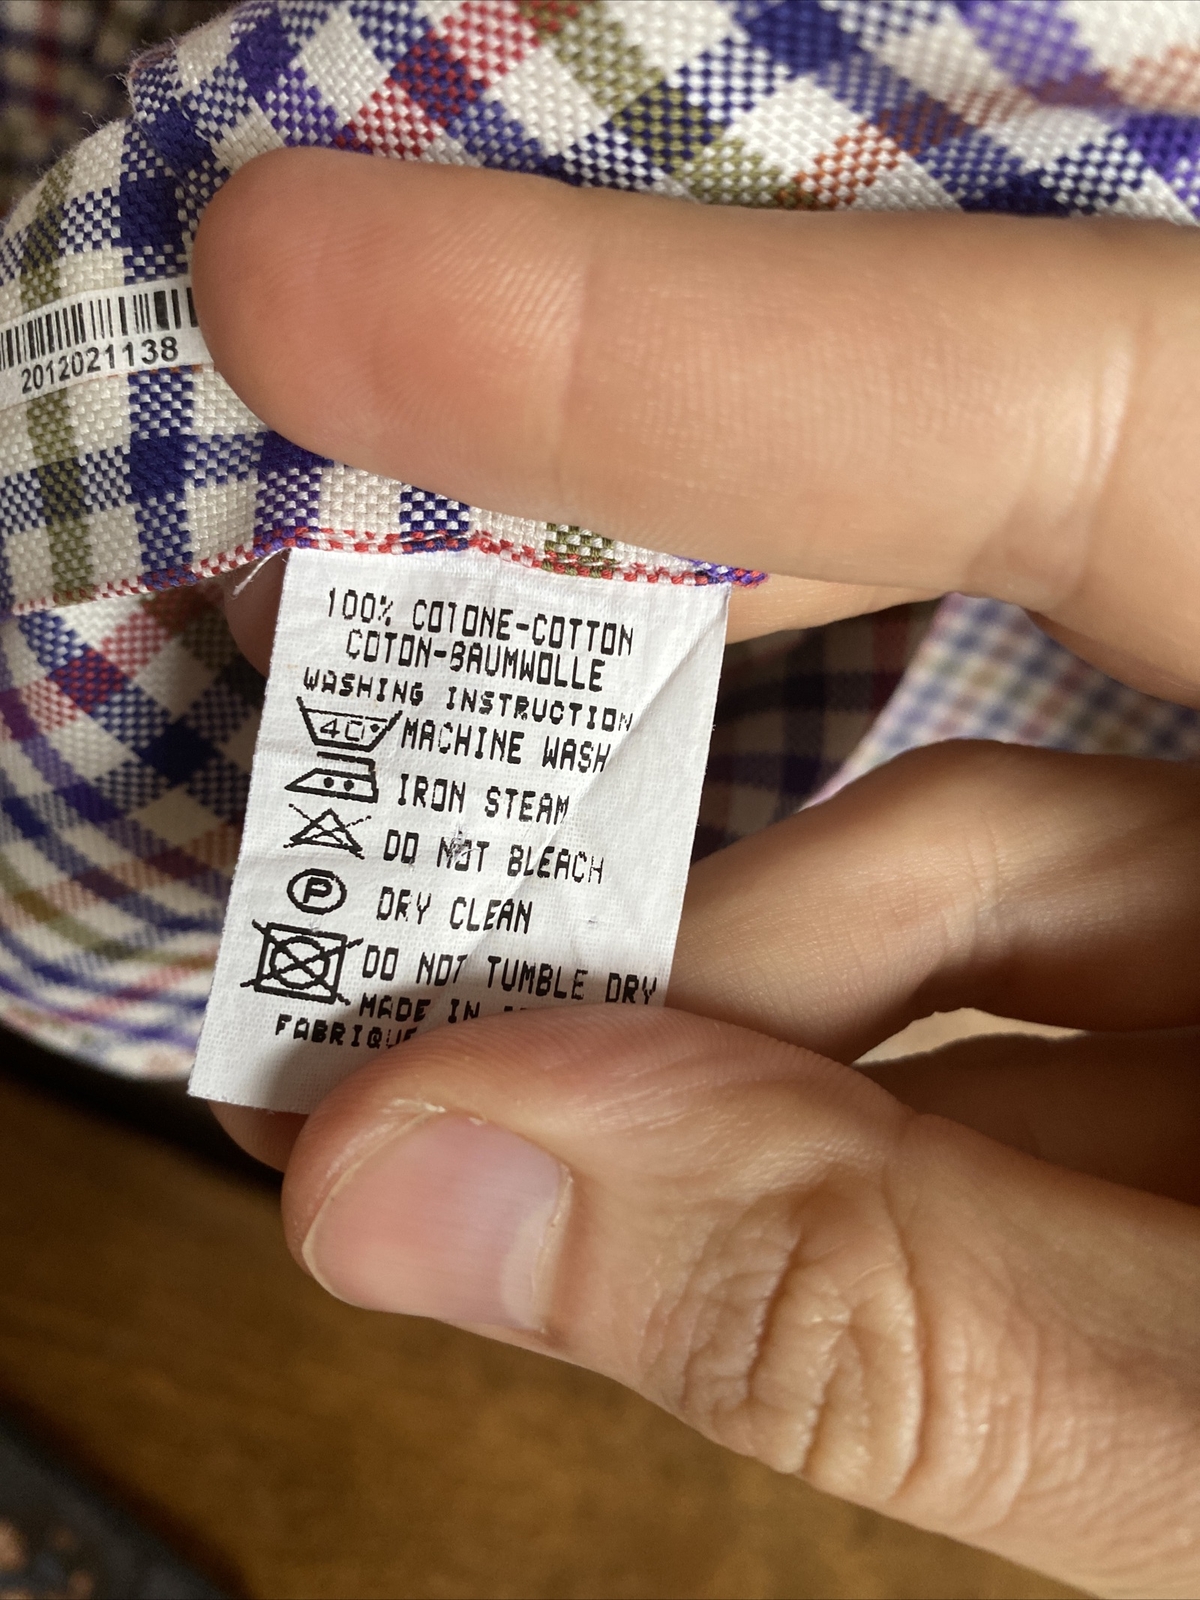 2012021138
100% COTONE-COTTON
COTON-BAUMWOLLE
WASHING INSTRUCTION
40° MACHINE WASH
IRON STEAM
DO NOT BLEACH
P DRY CLEAN
DO NOT TUMBLE DRY
MADE IN